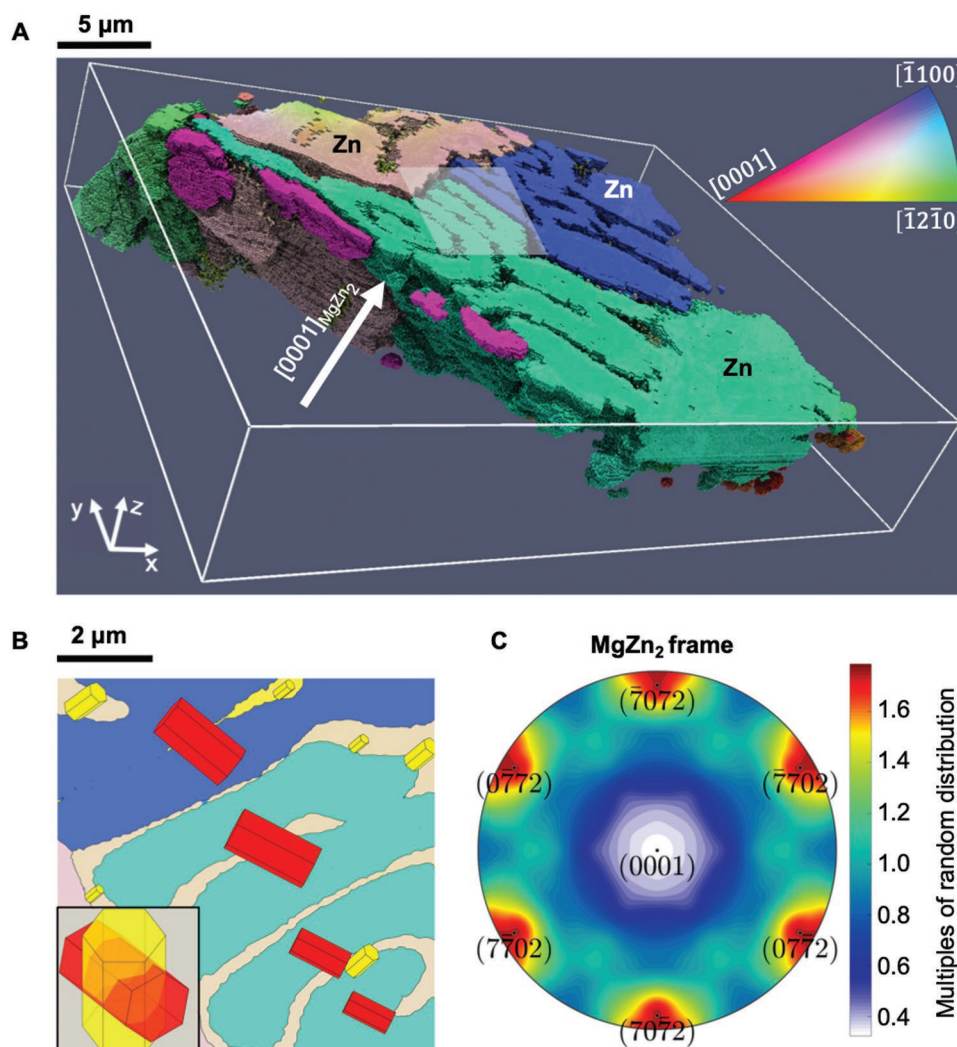 A
5 μm
[1̅100]
[0001]
[1̅21̅0]
Zn
Zn
Zn
[0001]MgZn₂
y
z
x
B
2 μm
C
MgZn₂ frame
(7̅072)
(07̅72)
(7̅702)
(0001)
(77̅02)
(077̅2)
(707̅2)
1.6
1.4
1.2
1.0
0.8
0.6
0.4
Multiples of random distribution